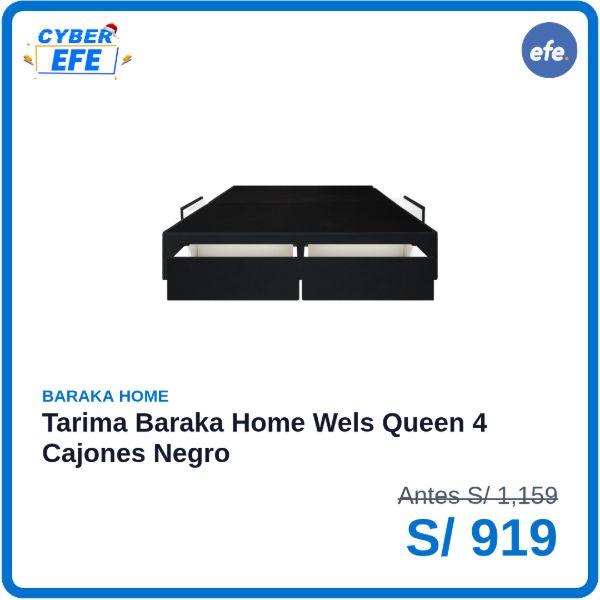 CYBER
EFE
efe.
BARAKA HOME
Tarima Baraka Home Wels Queen 4
Cajones Negro
Antes S/ 1,159
S/ 919